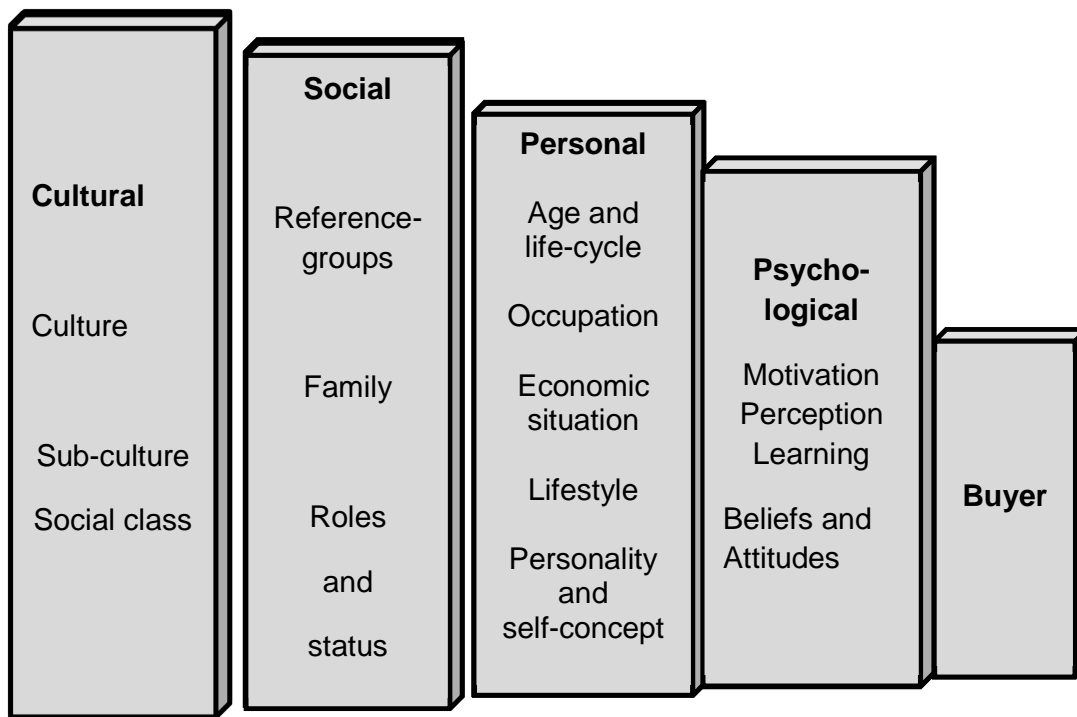 Cultural
Culture
Sub-culture
Social class
Social
Reference-
groups
Family
Roles
and
status
Personal
Age and
life-cycle
Occupation
Economic
situation
Lifestyle
Personality
and
self-concept
Psycho-
logical
Motivation
Perception
Learning
Beliefs and
Attitudes
Buyer